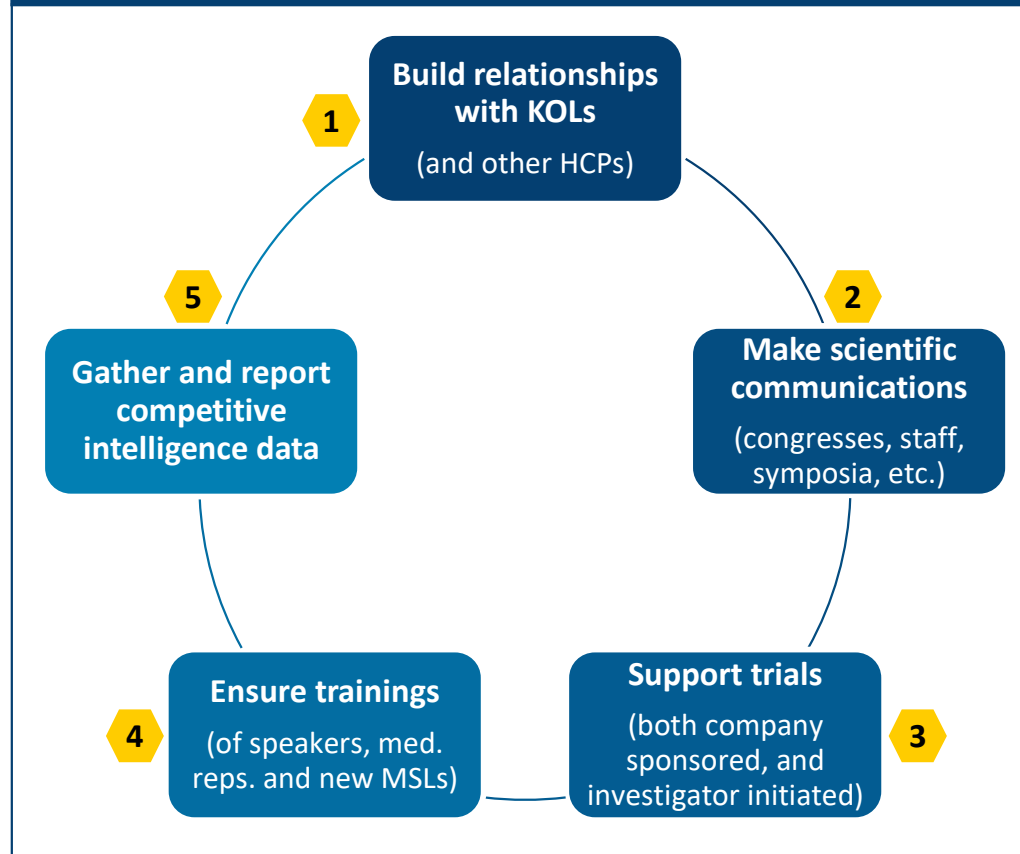 1
Build relationships
with KOLs
(and other HCPs)
2
Make scientific
communications
(congresses, staff,
symposia, etc.)
3
Support trials
(both company
sponsored, and
investigator initiated)
4
Ensure trainings
(of speakers, med.
reps. and new MSLs)
5
Gather and report
competitive
intelligence data